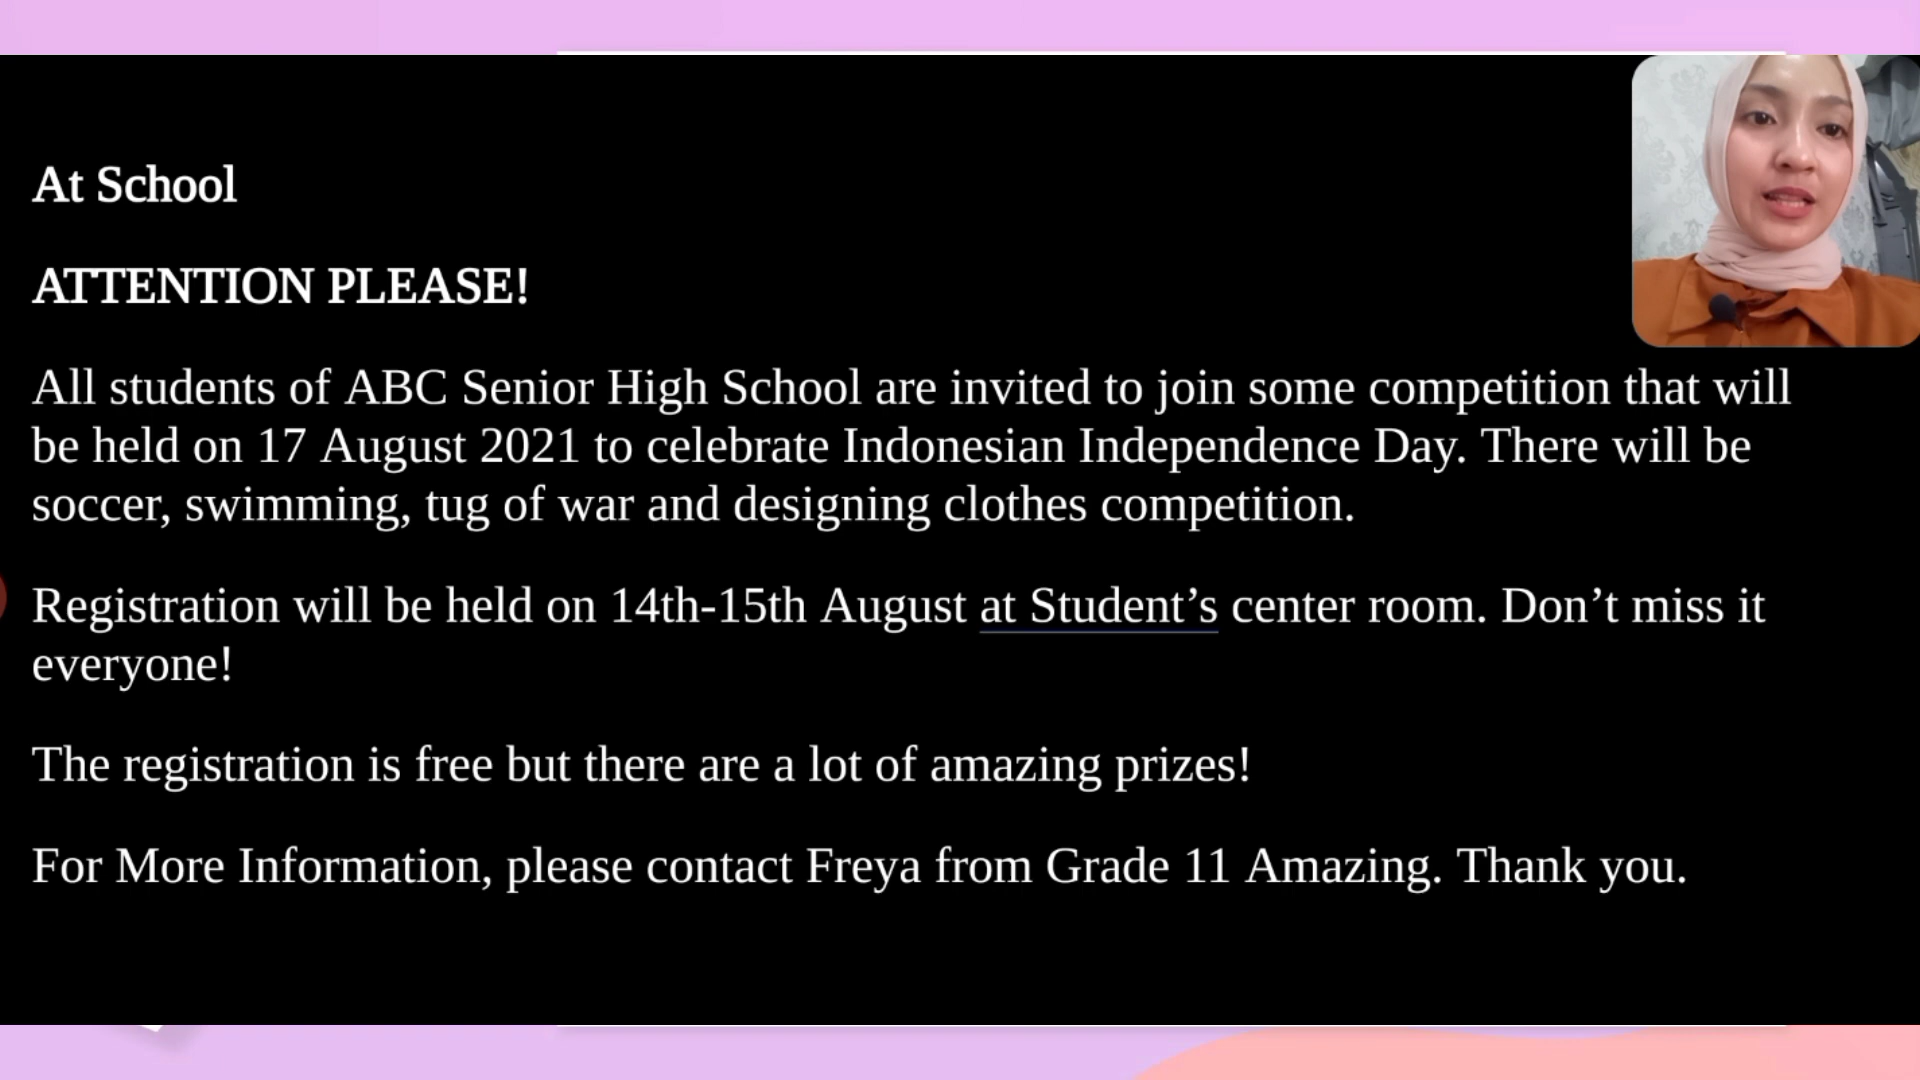 At School
ATTENTION PLEASE!
All students of ABC Senior High School are invited to join some competition that will
be held on 17 August 2021 to celebrate Indonesian Independence Day. There will be
soccer, swimming, tug of war and designing clothes competition.
Registration will be held on 14th-15th August at Student’s center room. Don’t miss it
everyone!
The registration is free but there are a lot of amazing prizes!
For More Information, please contact Freya from Grade 11 Amazing. Thank you.